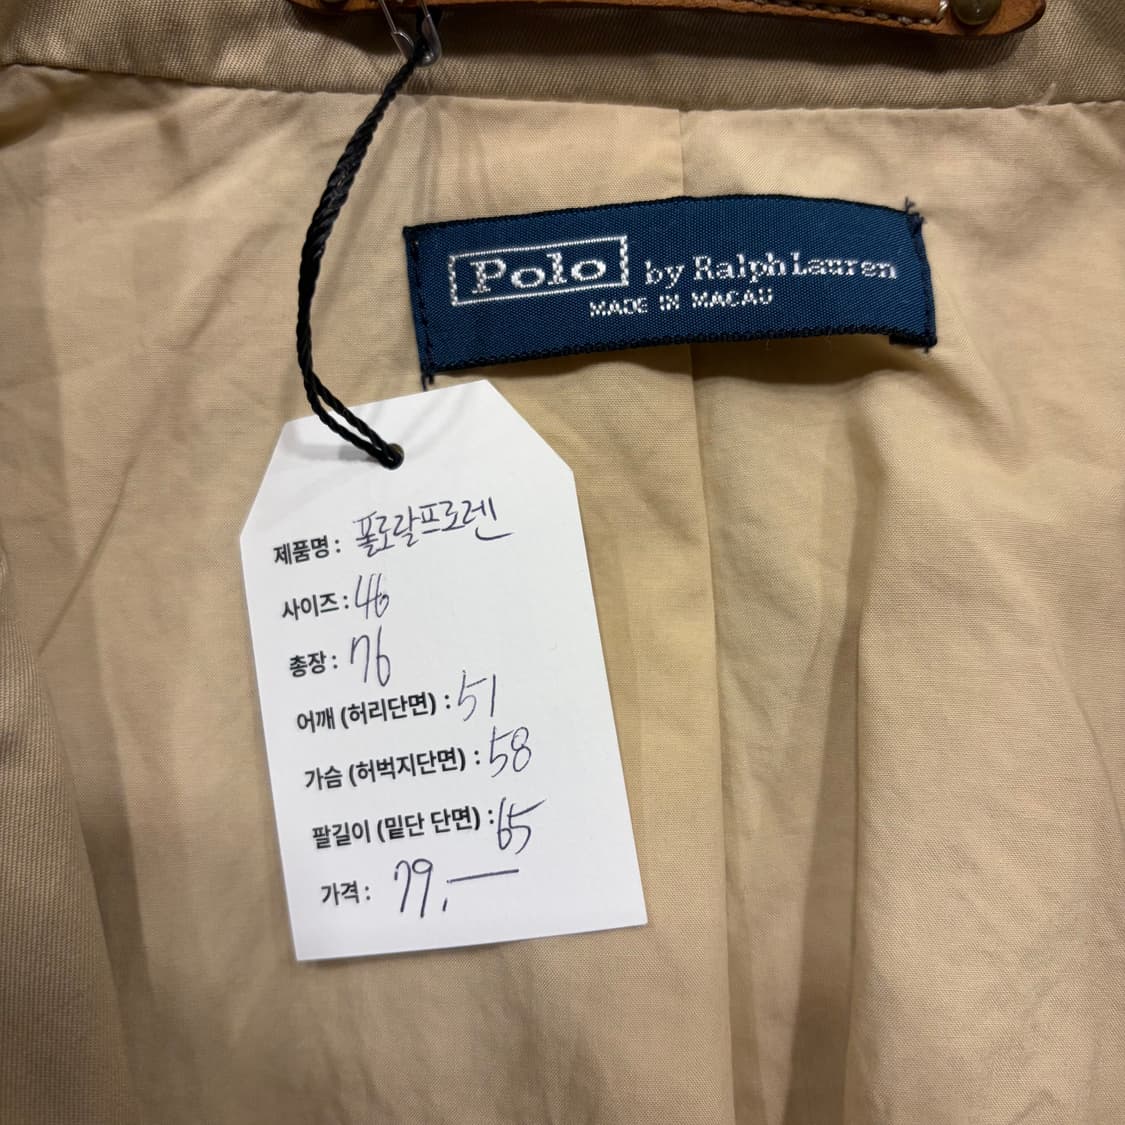 Polo by Ralph Lauren
MADE IN MACAU
제품명 : 폴로랄프로렌
사이즈 : 46
총장 : 76
어깨 (허리단면) : 51
가슴 (허벅지단면) : 58
팔길이 (밑단 단면) : 65
가격 : 79,—